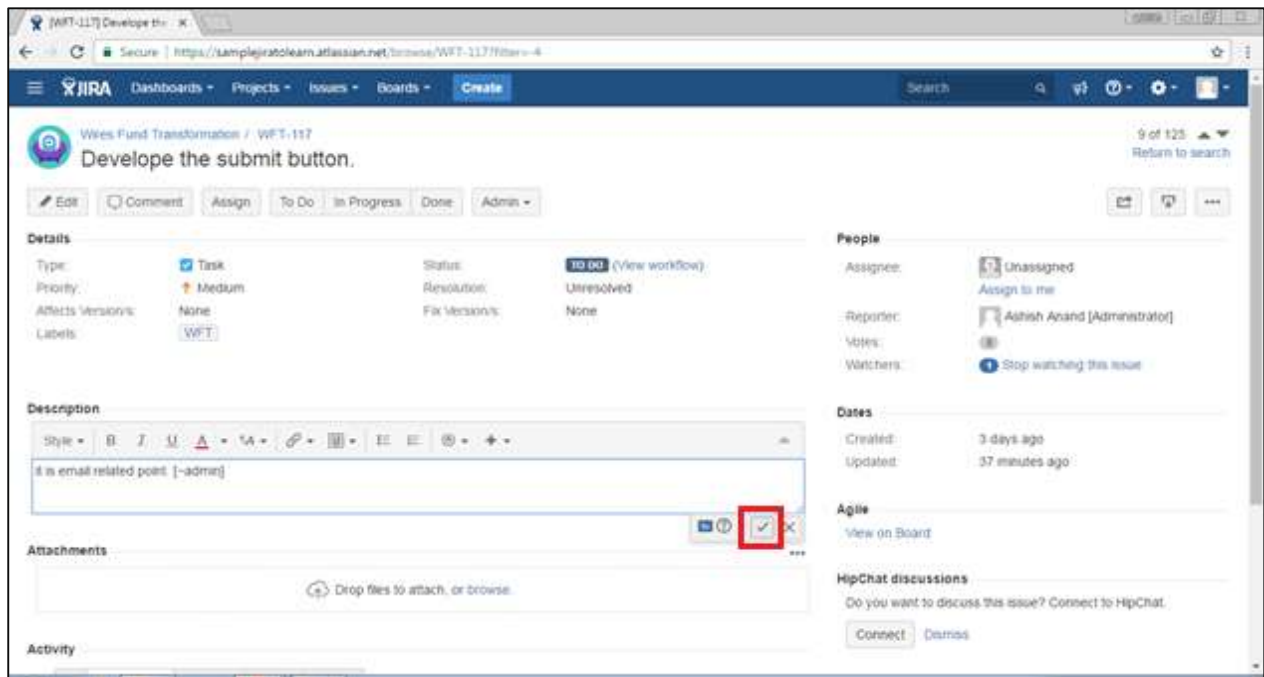 [WFT-117] Develope the
Secure | https://samplejiratolearn.atlassian.net/browse/WFT-117?filter=-4
JIRA Dashboards Projects Issues Boards Create Search
Wires Fund Transformation / WFT-117
9 of 125
Develope the submit button.
Return to search
Edit Comment Assign To Do In Progress Done Admin
Details
Type: Task
Status: TO DO (View workflow)
Priority: Medium
Resolution: Unresolved
Affects Version/s: None
Fix Version/s: None
Labels: WFT
People
Assignee: Unassigned
Assign to me
Reporter: Ashish Anand [Administrator]
Votes: 0
Watchers: 1 Stop watching this issue
Description
Style B I U A
it is email related point. [~admin]
Dates
Created: 3 days ago
Updated: 37 minutes ago
Agile
View on Board
Attachments
Drop files to attach, or browse.
HipChat discussions
Do you want to discuss this issue? Connect to HipChat.
Connect Dismiss
Activity